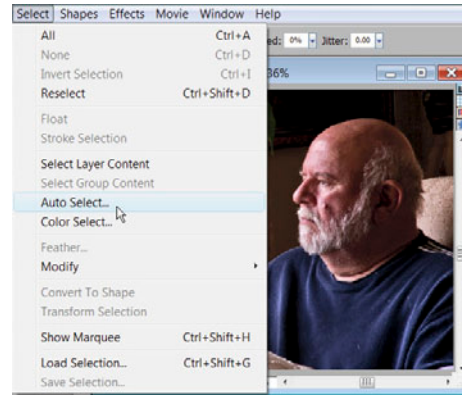 Select Shapes Effects Movie Window Help
All Ctrl+A
None Ctrl+D
Invert Selection Ctrl+I
Reselect Ctrl+Shift+D
Float
Stroke Selection
Select Layer Content
Select Group Content
Auto Select...
Color Select...
Feather...
Modify
Convert To Shape
Transform Selection
Show Marquee Ctrl+Shift+H
Load Selection... Ctrl+Shift+G
Save Selection...
ed: 0% Jitter: 0.00
36%